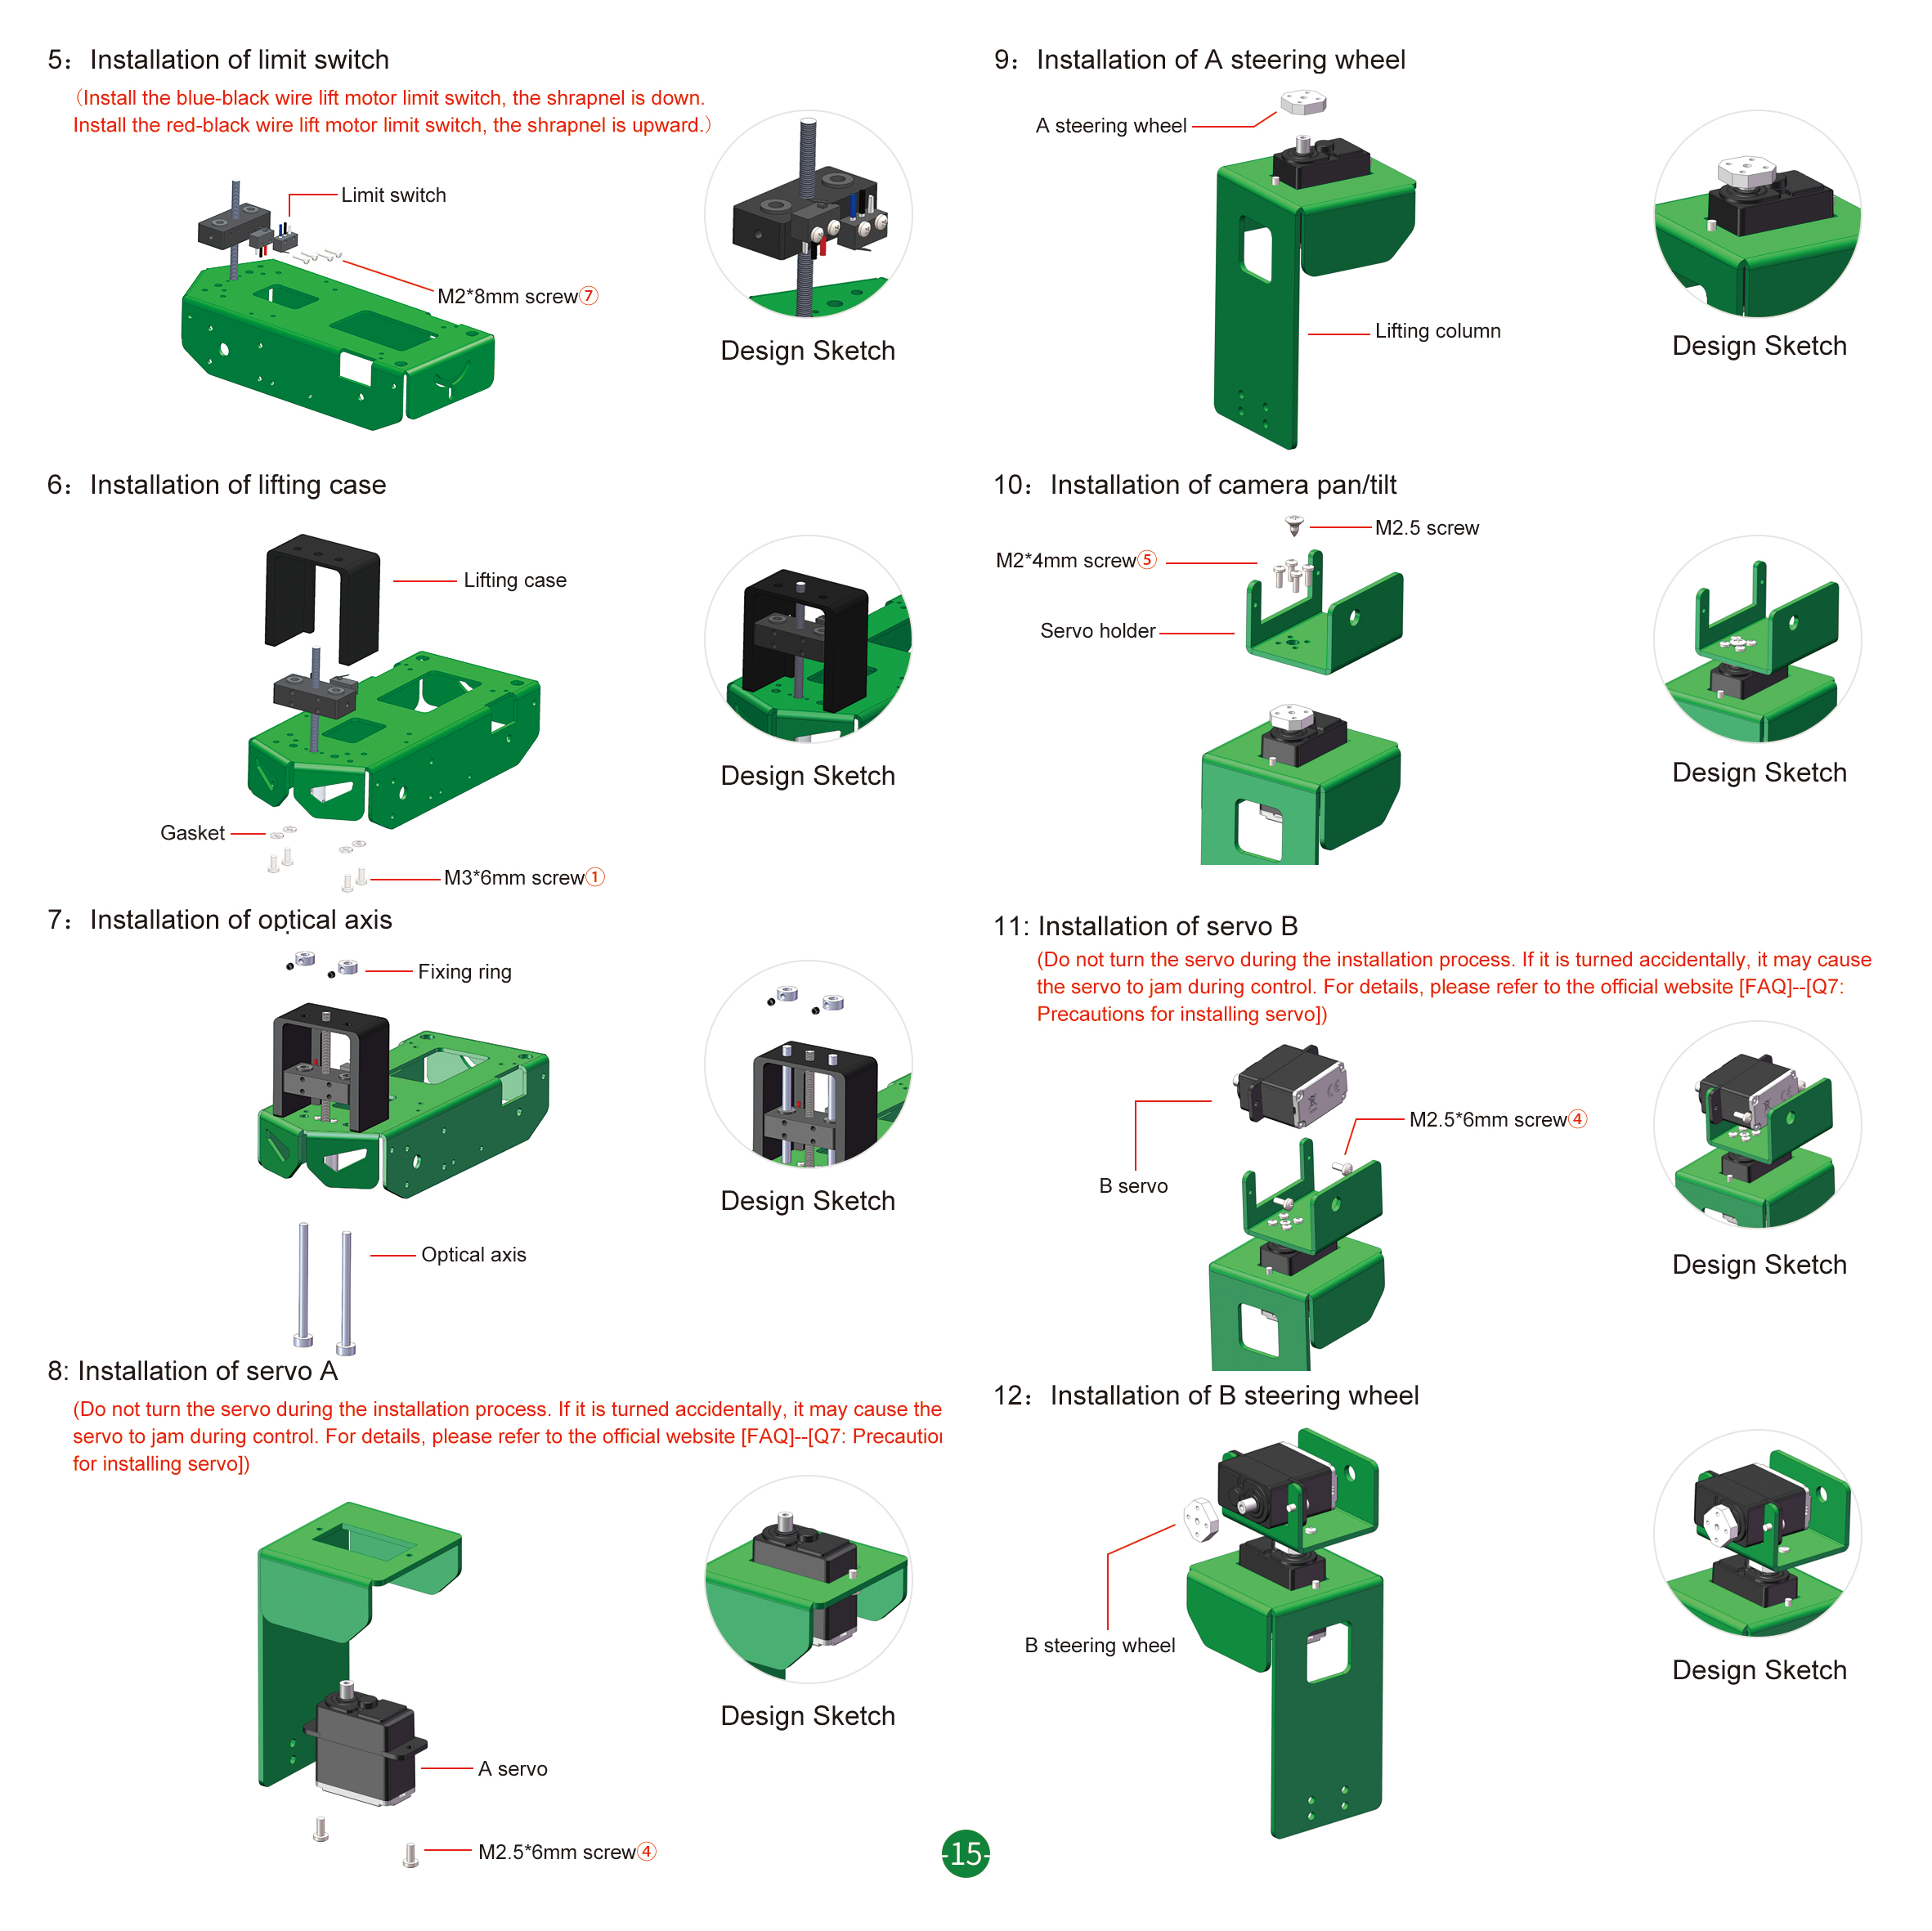 5：Installation of limit switch
（Install the blue-black wire lift motor limit switch, the shrapnel is down.
Install the red-black wire lift motor limit switch, the shrapnel is upward.）
Limit switch
M2*8mm screw⑦
Design Sketch
6：Installation of lifting case
Lifting case
Gasket
M3*6mm screw①
Design Sketch
7：Installation of optical axis
Fixing ring
Optical axis
Design Sketch
8: Installation of servo A
(Do not turn the servo during the installation process. If it is turned accidentally, it may cause the
servo to jam during control. For details, please refer to the official website [FAQ]--[Q7: Precaution
for installing servo])
A servo
M2.5*6mm screw④
Design Sketch
9：Installation of A steering wheel
A steering wheel
Lifting column
Design Sketch
10：Installation of camera pan/tilt
M2.5 screw
M2*4mm screw⑤
Servo holder
Design Sketch
11: Installation of servo B
(Do not turn the servo during the installation process. If it is turned accidentally, it may cause
the servo to jam during control. For details, please refer to the official website [FAQ]--[Q7:
Precautions for installing servo])
M2.5*6mm screw④
B servo
Design Sketch
12：Installation of B steering wheel
B steering wheel
Design Sketch
-15-